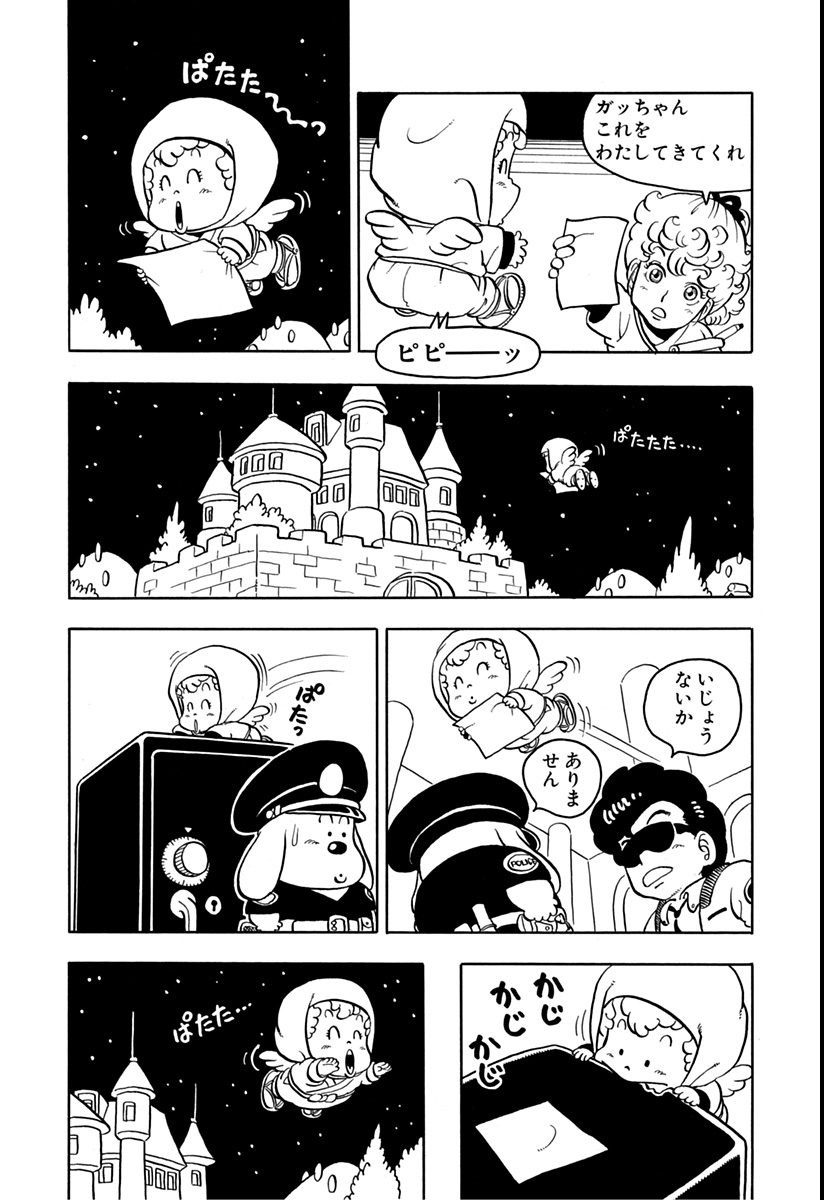 ガッちゃん
これを
わたしてきてくれ
ピピーッ
ぱたた〜〜っ
ぱたたた‥‥
いじょう
ないか
ありま
せん
POLICE
ぱたっ
かじ
かじ
かじ
ぱたた…